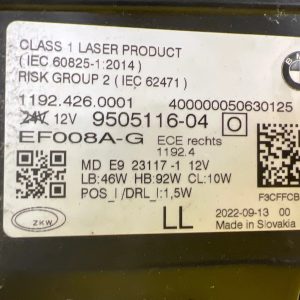 CLASS 1 LASER PRODUCT
( IEC 60825-1:2014 )
RISK GROUP 2 ( IEC 62471 )
1192.426.0001 400000050630125
24V 12V 9505116-04 O
EF008A-G ECE rechts
1192.4
MD E9 23117 -1 12V
LB:46W HB:92W CL:10W
POS_I /DRL_I:1,5W
F3CFFCB
ZKW
LL
2022-09-13 00
Made in Slovakia